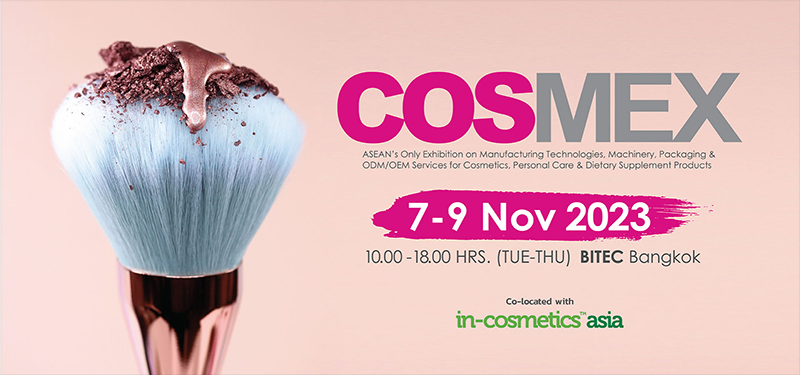 COSMEX
ASEAN's Only Exhibition on Manufacturing Technologies, Machinery, Packaging &
ODM/OEM Services for Cosmetics, Personal Care & Dietary Supplement Products
7-9 Nov 2023
10.00-18.00 HRS. (TUE-THU) BITEC Bangkok
Co-located with
in-cosmetics™ asia